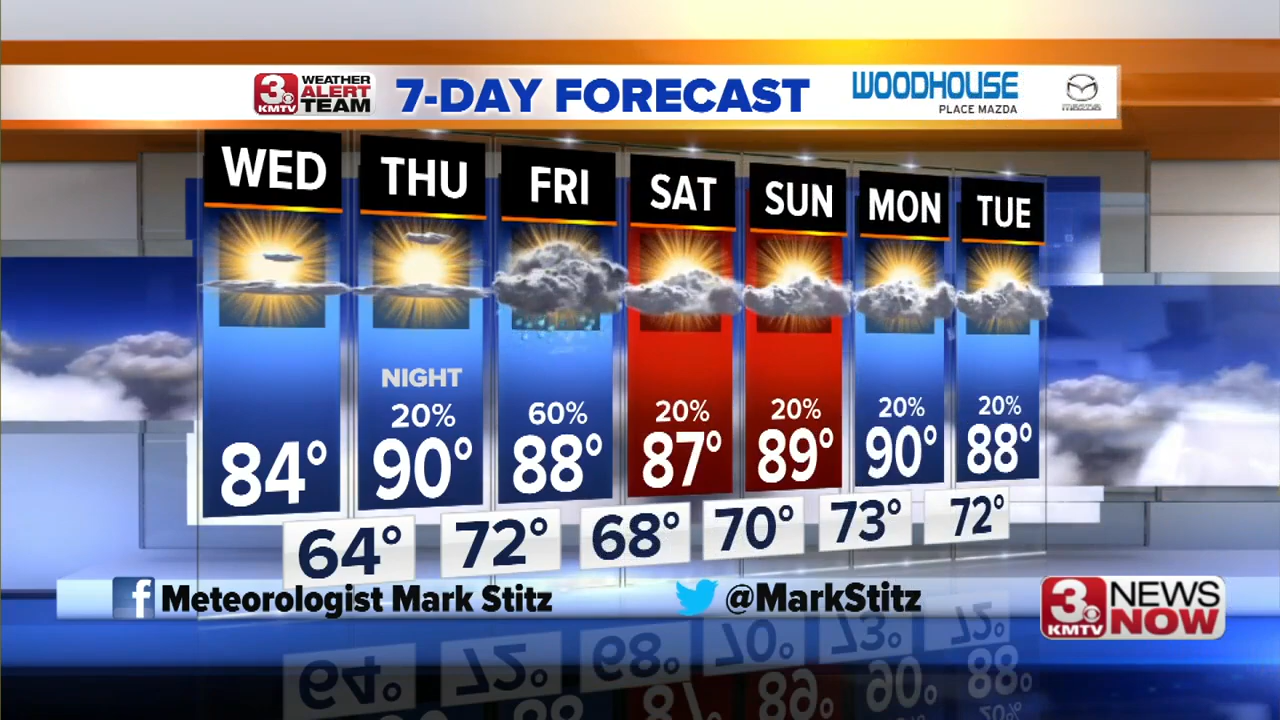 3 KMTV WEATHER ALERT TEAM
7-DAY FORECAST
WOODHOUSE
PLACE MAZDA
WED THU FRI SAT SUN MON TUE
NIGHT
20% 60% 20% 20% 20% 20%
84° 90° 88° 87° 89° 90° 88°
64° 72° 68° 70° 73° 72°
f Meteorologist Mark Stitz @MarkStitz
3 KMTV NEWS NOW